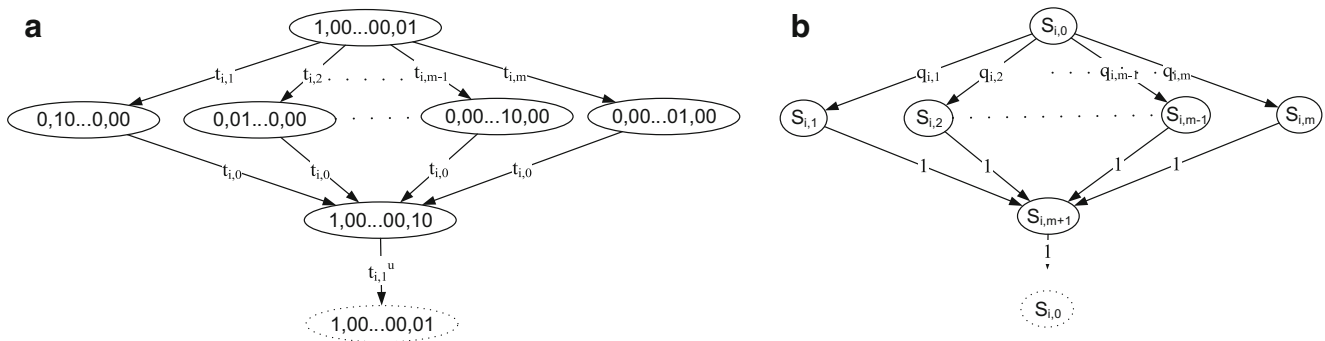 a
1,00...00,01
t_{i,1} t_{i,2} t_{i,m-1} t_{i,m}
0,10...0,00 0,01...0,00 0,00...10,00 0,00...01,00
t_{i,0} t_{i,0} t_{i,0} t_{i,0}
1,00...00,10
t_{i,1}^u
1,00...00,01
b
S_{i,0}
q_{i,1} q_{i,2} q_{i,m-1} q_{i,m}
S_{i,1} S_{i,2} S_{i,m-1} S_{i,m}
1 1 1 1
S_{i,m+1}
1
S_{i,0}